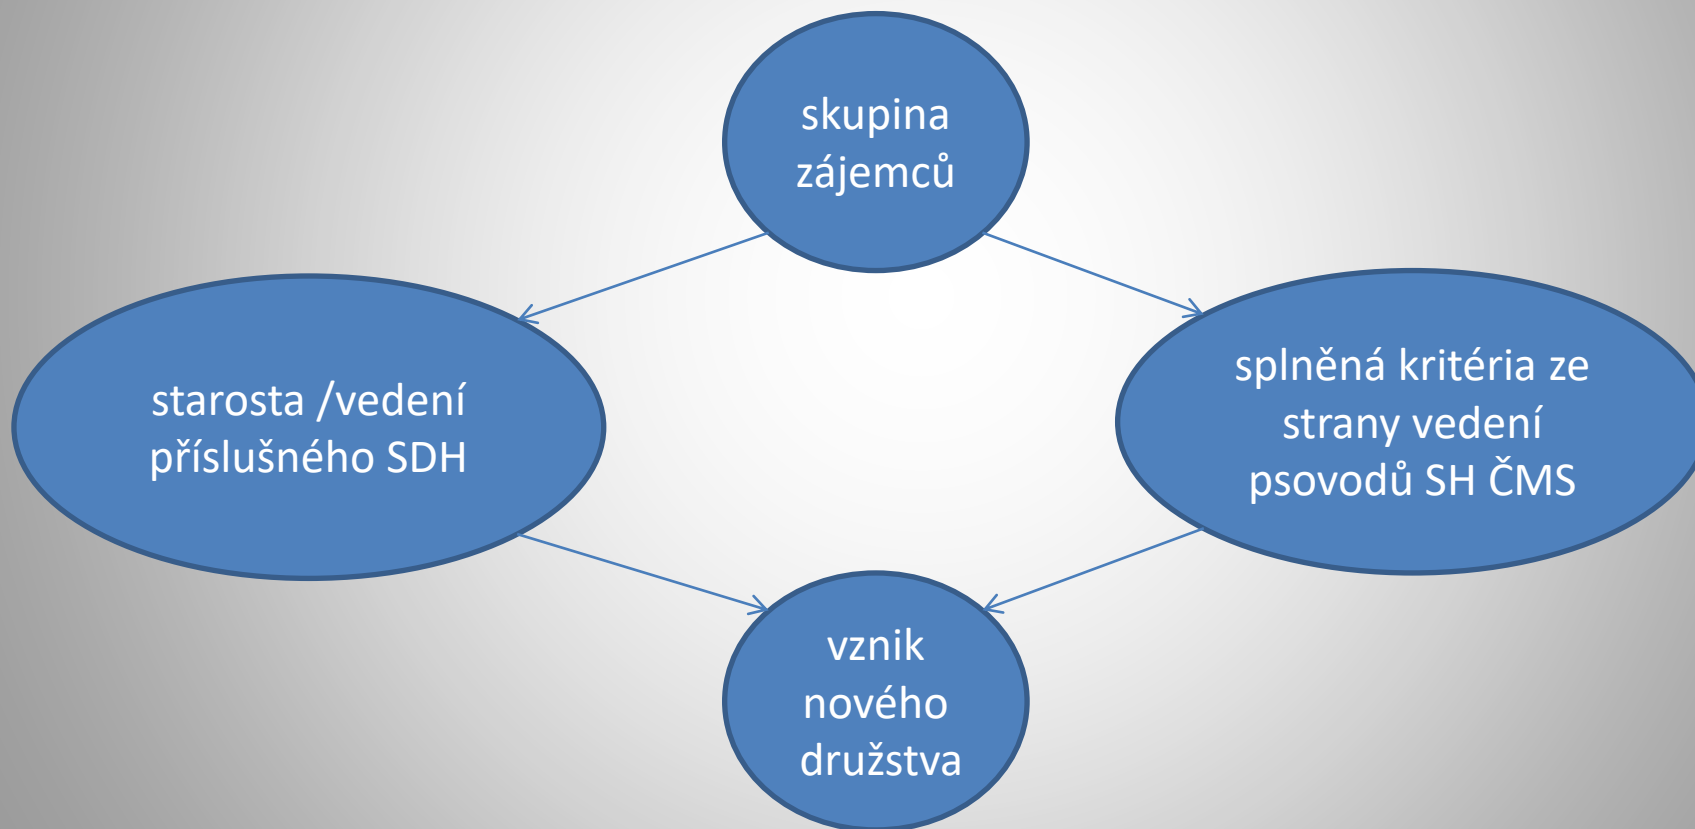 skupina
zájemců
starosta /vedení
příslušného SDH
splněná kritéria ze
strany vedení
psovodů SH ČMS
vznik
nového
družstva